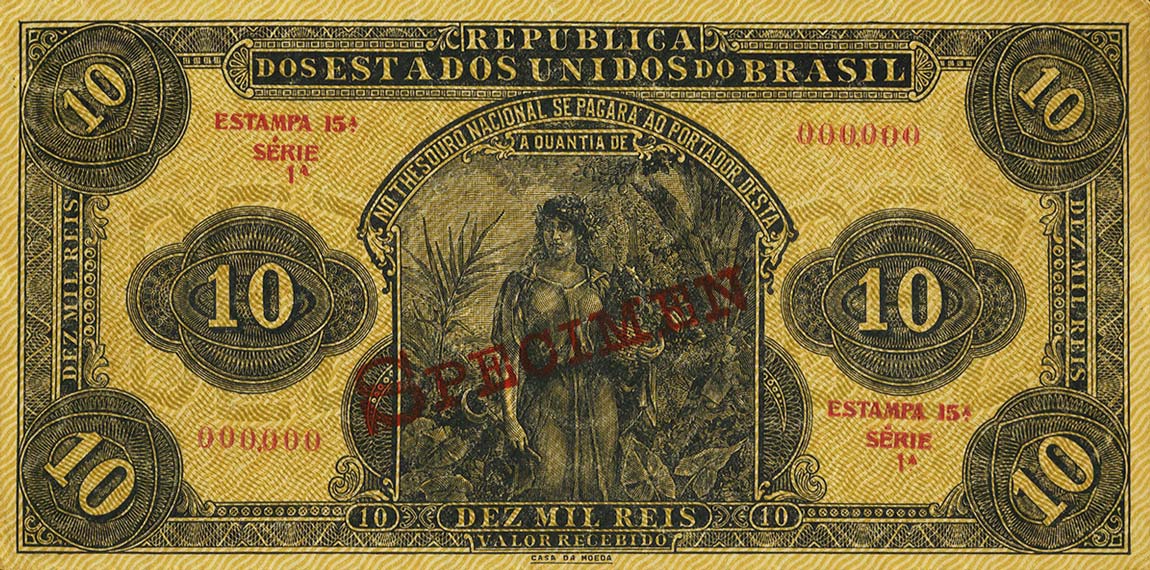 REPUBLICA
DOS ESTADOS UNIDOS DO BRASIL
10
10
ESTAMPA 15ª
SÉRIE
1ª
000,000
NO THESOURO NACIONAL SE PAGARÁ AO PORTADOR DESTA
A QUANTIA DE
DEZ MIL REIS
DEZ MIL REIS
10
10
SPECIMEN
000,000
ESTAMPA 15ª
SÉRIE
1ª
10
10
10 DEZ MIL REIS 10
VALOR RECEBIDO
CASA DA MOEDA